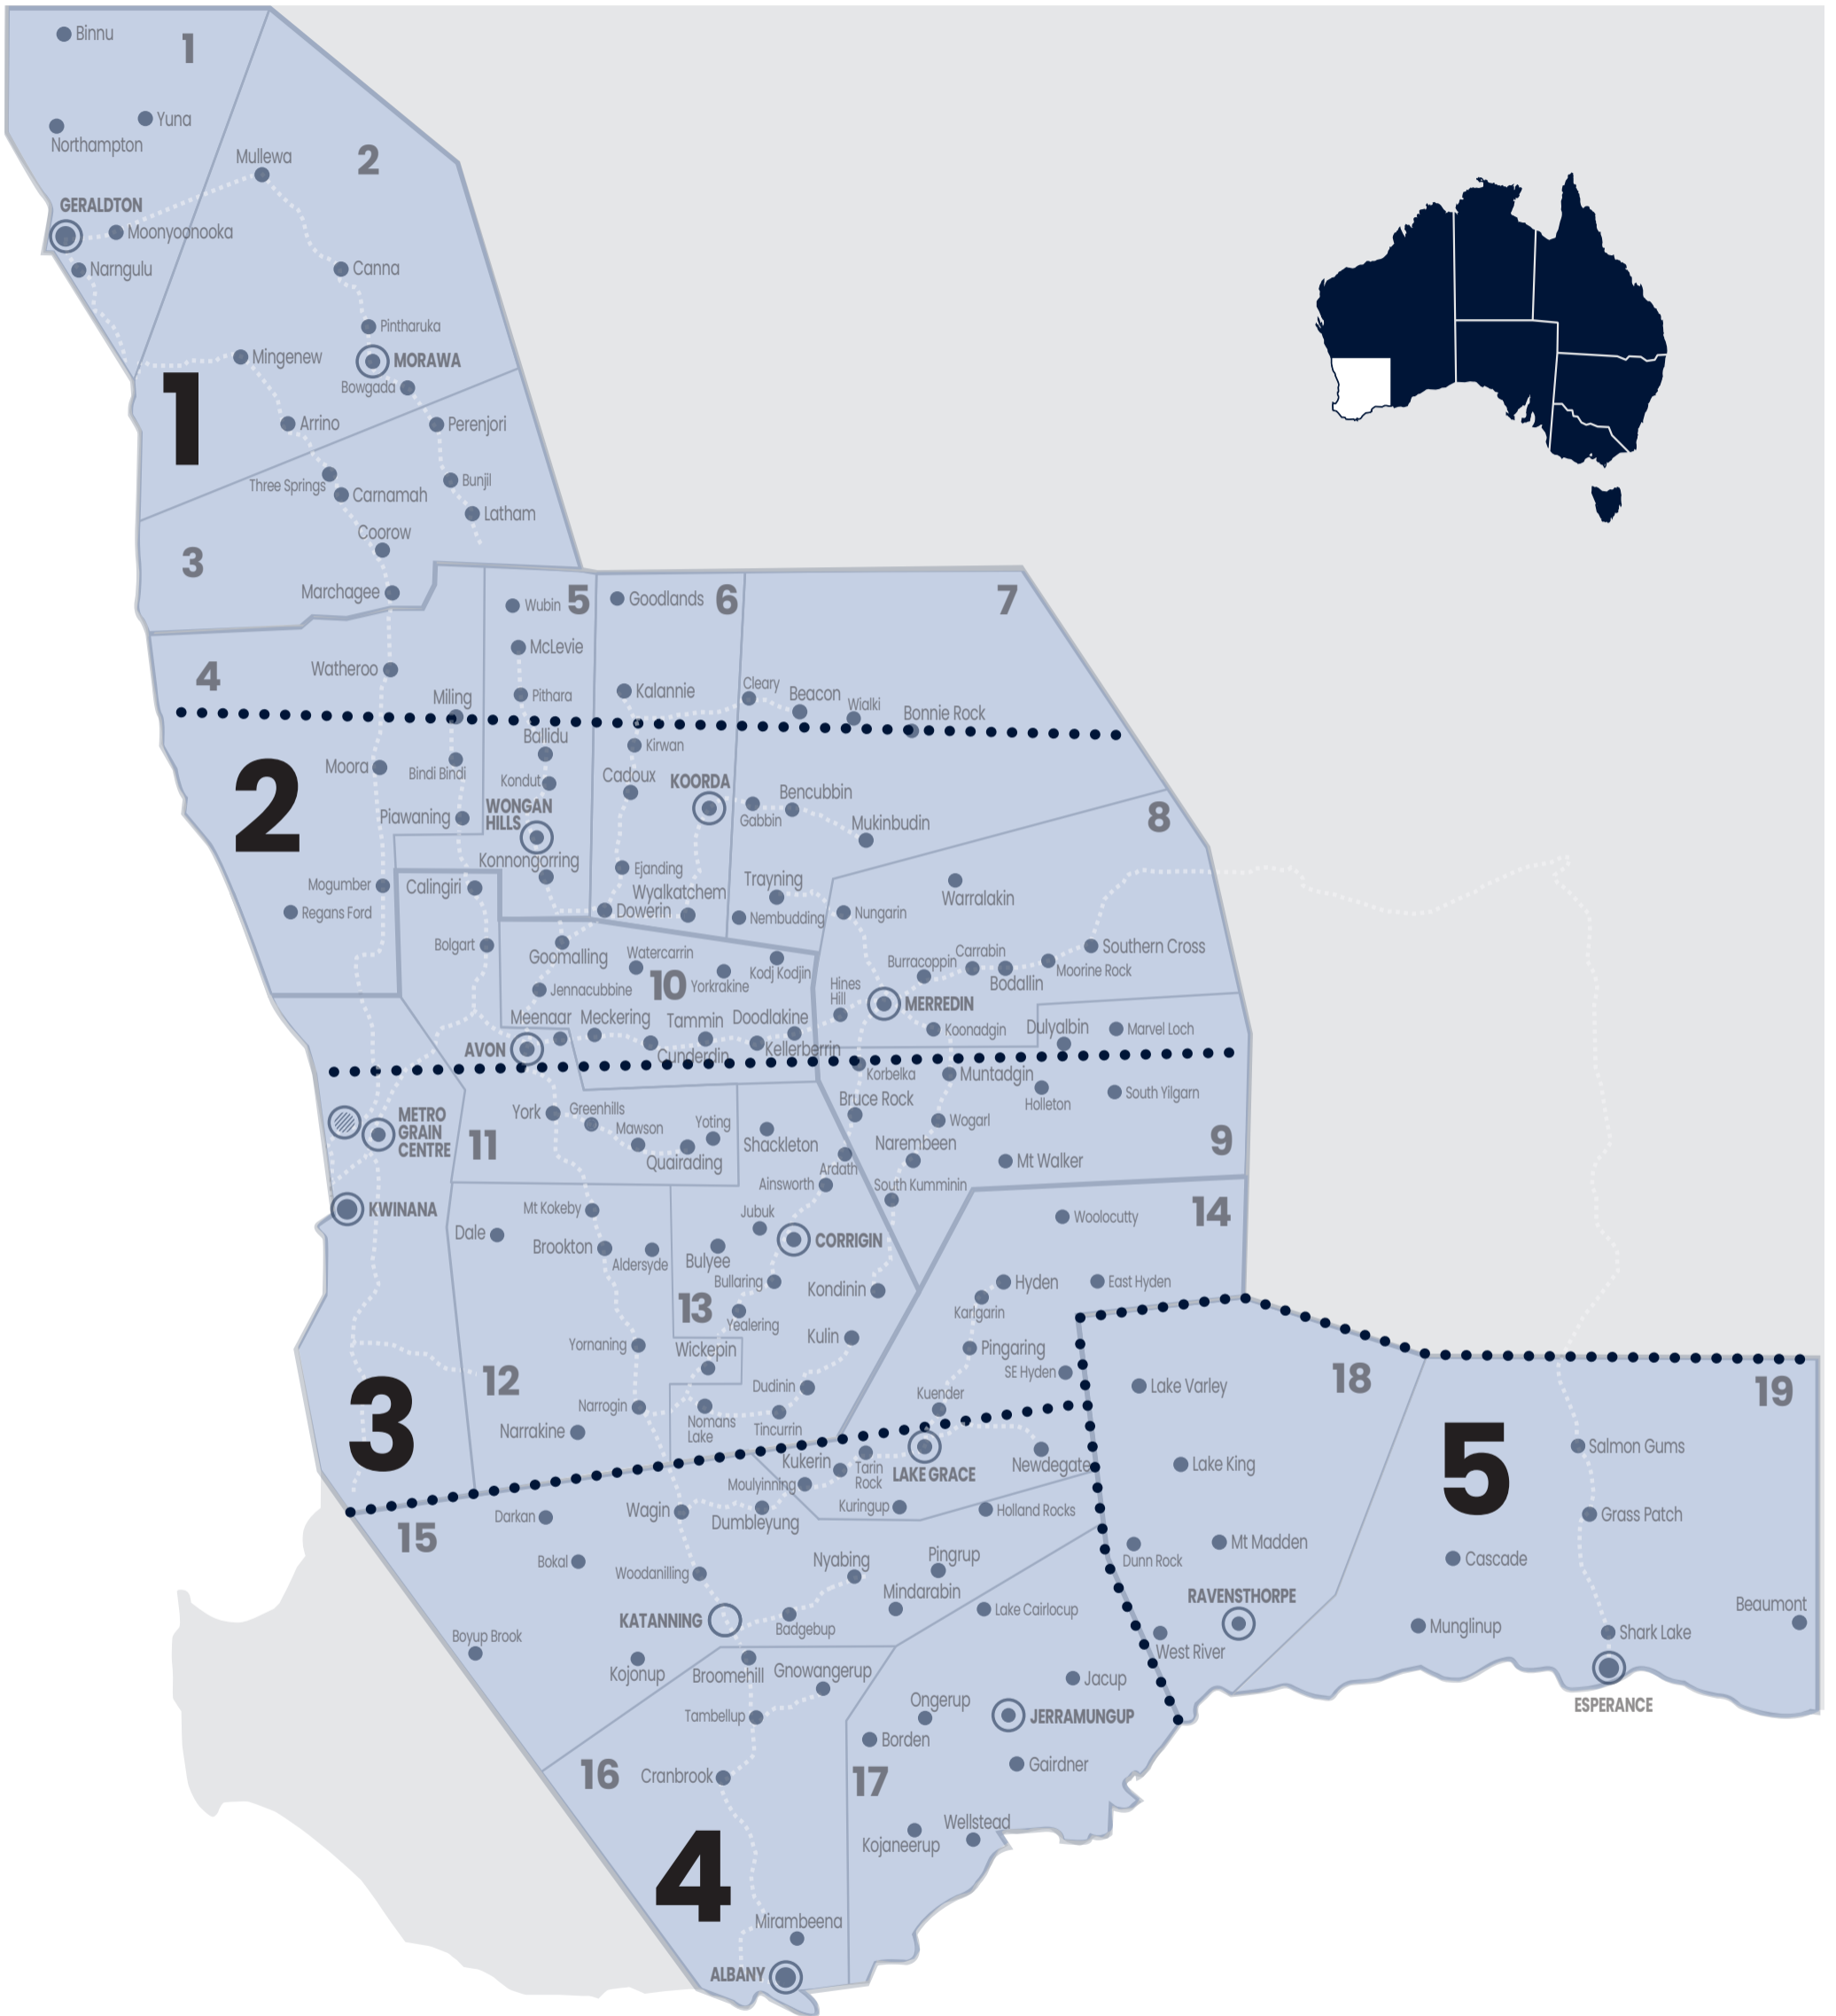 Binnu
1
Yuna
Northampton
Mullewa
2
GERALDTON
Moonyoonooka
Narngulu
Canna
Pintharuka
Mingenew
MORAWA
Bowgada
1
Arrino
Perenjori
Three Springs
Bunjil
Carnamah
Latham
Coorow
3
Marchagee
Wubin
5
Goodlands
6
7
McLevie
Watheroo
4
Miling
Pithara
Kalannie
Cleary
Beacon
Wialki
Bonnie Rock
Ballidu
Kirwan
Moora
Bindi Bindi
Kondut
Cadoux
KOORDA
Bencubbin
2
Piawaning
WONGAN
HILLS
Gabbin
Mukinbudin
8
Konnongorring
Ejanding
Mogumber
Calingiri
Wyalkatchem
Trayning
Warralakin
Regans Ford
Dowerin
Nembudding
Nungarin
Bolgart
Goomalling
Watercarrin
Kodj Kodjin
Burracoppin
Carrabin
Southern Cross
Jennacubbine
10
Yorkrakine
Hines
Hill
Bodallin
Moorine Rock
MERREDIN
Meenaar
Meckering
Tammin
Doodlakine
Koonadgin
Dulyalbin
Marvel Loch
AVON
Cunderdin
Kellerberrin
Korbelka
Muntadgin
Holleton
South Yilgarn
METRO
GRAIN
CENTRE
York
Greenhills
Mawson
Yoting
Bruce Rock
Wogarl
11
Quairading
Shackleton
Narembeen
9
Ardath
Mt Walker
Ainsworth
South Kumminin
KWINANA
Mt Kokeby
Jubuk
14
Woolocutty
Dale
Brookton
Aldersyde
Bulyee
CORRIGIN
Bullaring
Kondinin
Hyden
East Hyden
13
Karlgarin
Yealering
Yornaning
Wickepin
Kulin
Pingaring
SE Hyden
12
Dudinin
Kuender
Lake Varley
18
19
3
Narrogin
Nomans
Lake
Tincurrin
Narrakine
5
Salmon Gums
Kukerin
Tarin
Rock
LAKE GRACE
Newdegate
Lake King
Moulyinning
Wagin
Dumbleyung
Kuringup
Holland Rocks
Grass Patch
15
Darkan
Bokal
Woodanilling
Nyabing
Pingrup
Dunn Rock
Mt Madden
Cascade
Mindarabin
RAVENSTHORPE
KATANNING
Badgebup
Lake Cairlocup
Beaumont
Boyup Brook
West River
Munglinup
Shark Lake
Kojonup
Broomehill
Gnowangerup
Jacup
Tambellup
Ongerup
JERRAMUNGUP
ESPERANCE
Borden
16
Cranbrook
17
Gairdner
4
Kojaneerup
Wellstead
Mirambeena
ALBANY